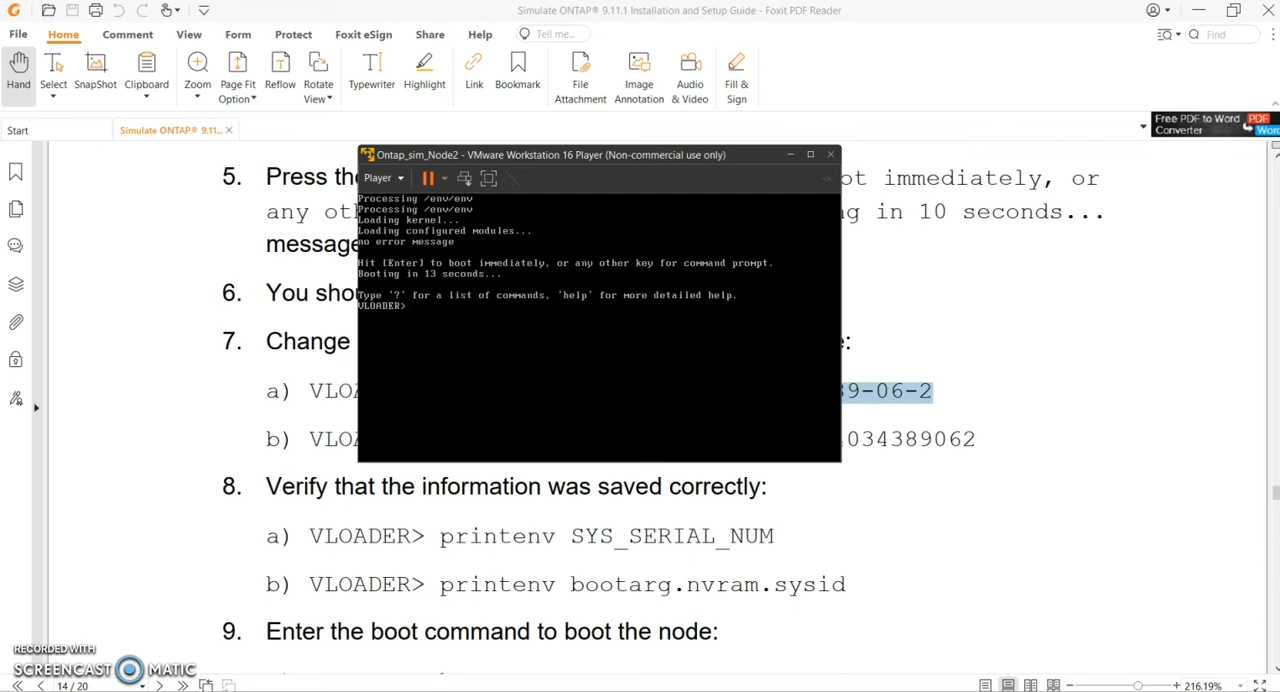 Simulate ONTAP® 9.11.1 Installation and Setup Guide - Foxit PDF Reader
File Home Comment View Form Protect Foxit eSign Share Help Tell me... Find
Hand Select SnapShot Clipboard Zoom Page Fit Option Reflow Rotate View Typewriter Highlight Link Bookmark File Attachment Image Annotation Audio & Video Fill & Sign
Start Simulate ONTAP® 9.11...
Free PDF to Word Converter PDF Word
Ontap_sim_Node2 - VMware Workstation 16 Player (Non-commercial use only)
Player
Processing /env/env
Processing /env/env
Loading kernel...
Loading configured modules...
no error message
Hit [Enter] to boot immediately, or any other key for command prompt.
Booting in 13 seconds...
Type '?' for a list of commands, 'help' for more detailed help.
VLOADER>
5. Press the ot immediately, or
any ot g in 10 seconds...
message
6. You sho
7. Change e:
a) VLOA 39-06-2
b) VLOA 4034389062
8. Verify that the information was saved correctly:
a) VLOADER> printenv SYS_SERIAL_NUM
b) VLOADER> printenv bootarg.nvram.sysid
9. Enter the boot command to boot the node:
RECORDED WITH
SCREENCAST MATIC
14 / 20
216.19%